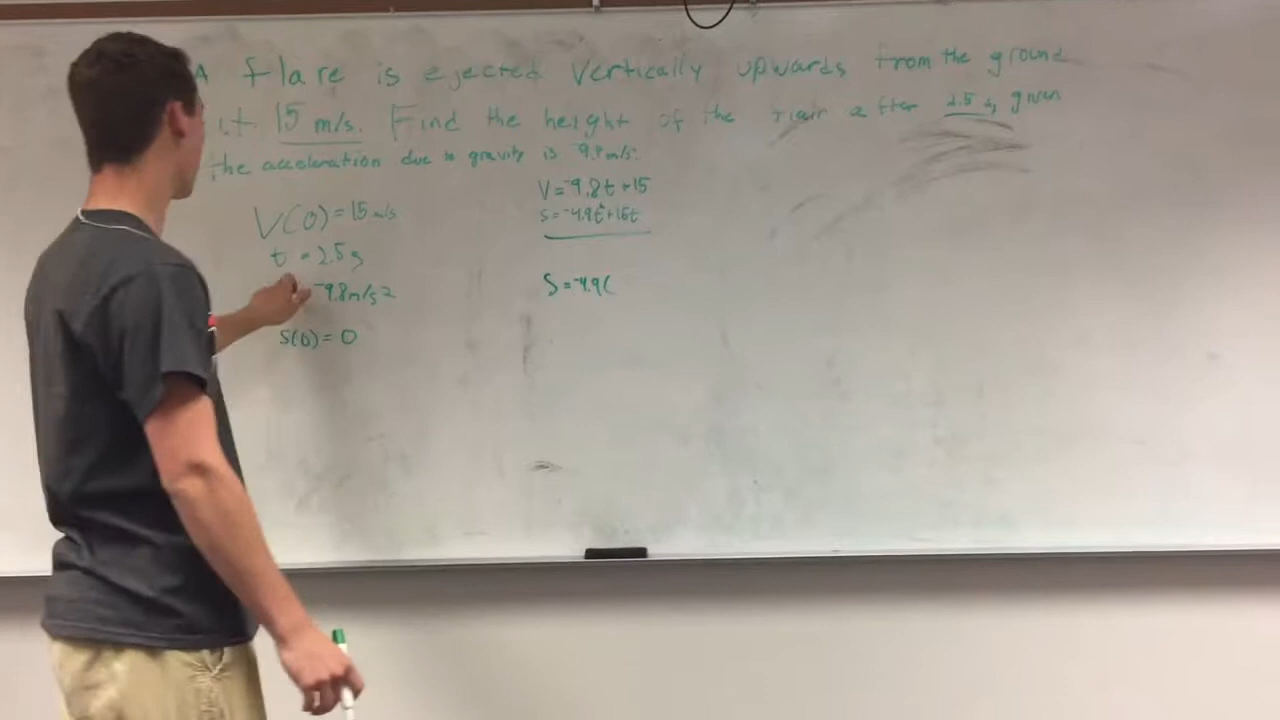 A flare is ejected vertically upwards from the ground
at 15 m/s. Find the height of the after 2.5 s, given
the acceleration due to gravity is -9.8 m/s²
V(0) = 15 m/s
t = 2.5 s
-9.8m/s²
S(0) = 0
V = -9.8t + 15
S = -4.9t² + 15t
S = -4.9(